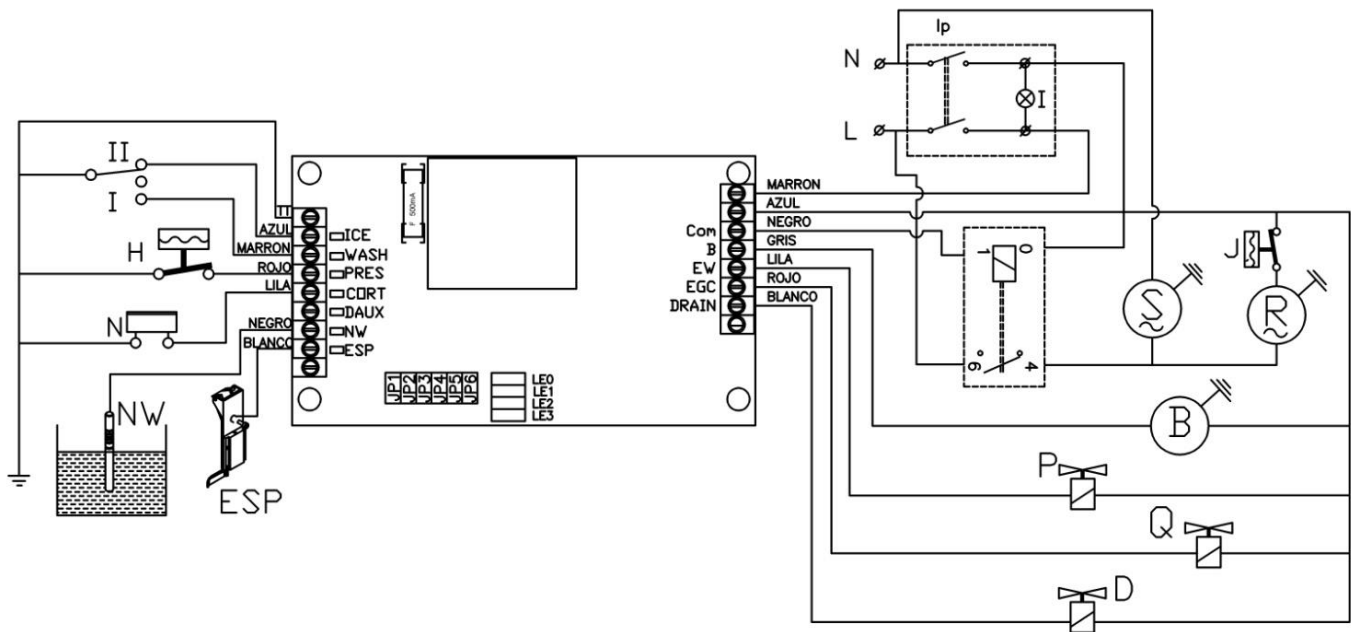 Ip
N
L
I
II
I
H
N
NW
ESP
TT
AZUL
MARRON
ROJO
LILA
NEGRO
BLANCO
ICE
WASH
PRES
CORT
DAUX
NW
ESP
F 500mA
JP1
JP2
JP3
JP4
JP5
JP6
LE0
LE1
LE2
LE3
Com
B
EW
EGC
DRAIN
MARRON
AZUL
NEGRO
GRIS
LILA
ROJO
BLANCO
1
0
6
4
S
J
R
B
P
Q
D